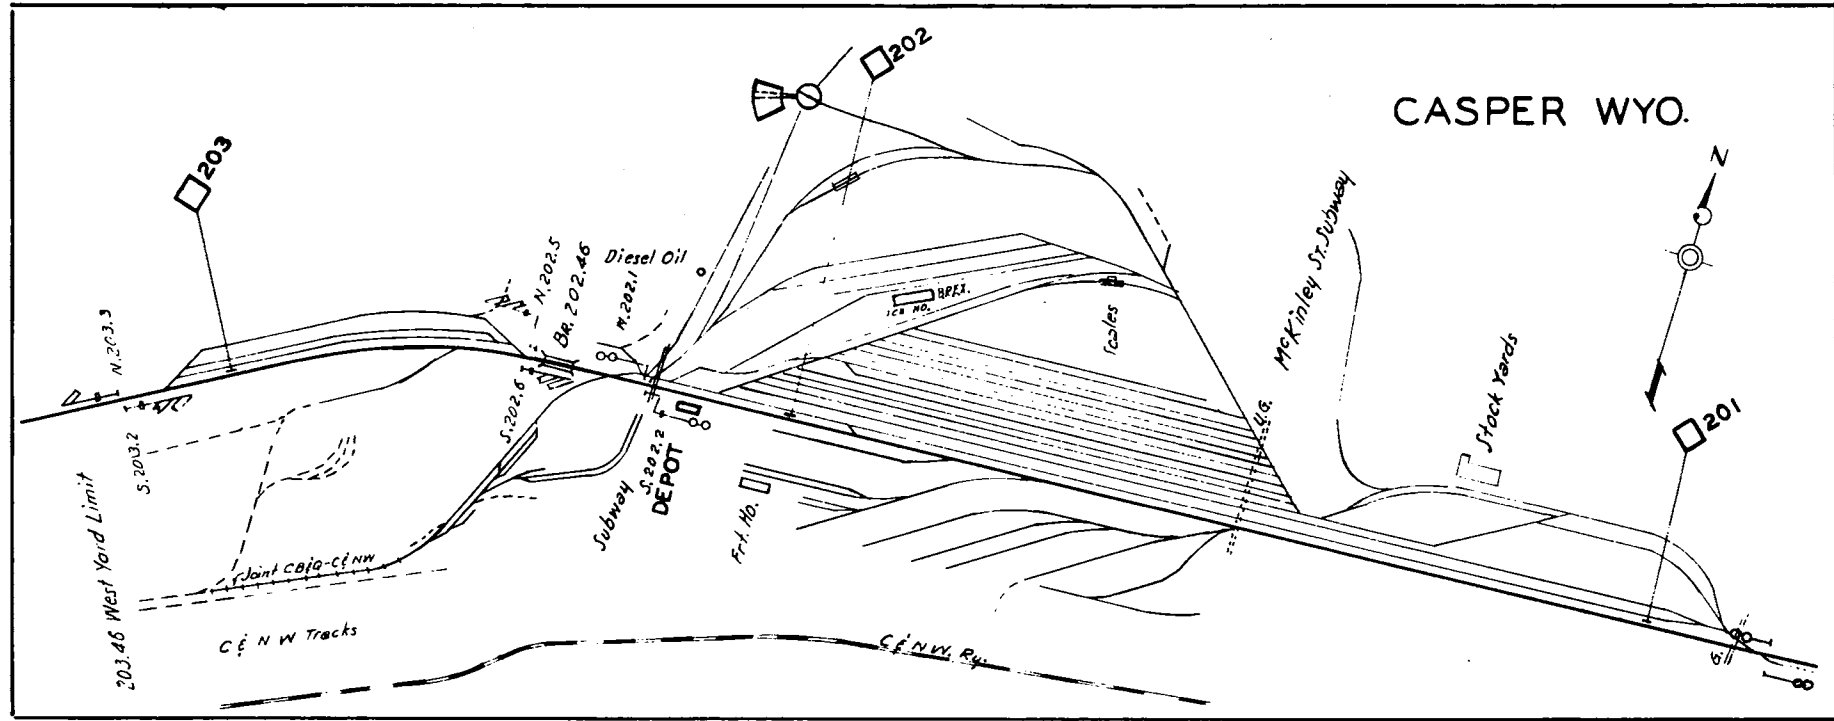 CASPER WYO.
202
203
N
N.202.5
BR. 202.46
Diesel Oil
N.202.1
McKinley ST. Subway
BREX.
ICE HO.
Scales
N.203.3
Stock Yards
201
U.G.
S.202.6
S.203.2
S.202.2
DEPOT
Subway
Frt. Ho.
203.46 West Yard Limit
Joint CB&Q-C&NW
C & N W Tracks
C & N W. Ry.